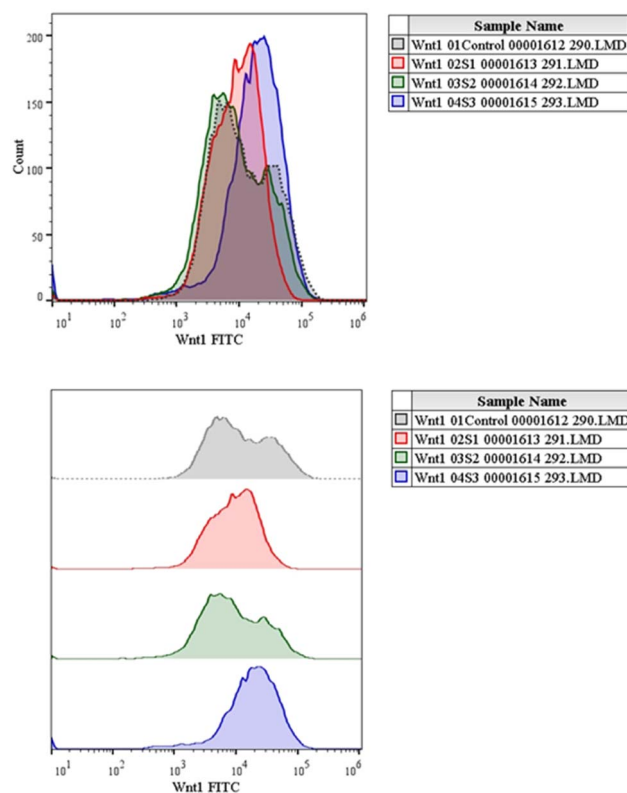 Sample Name
Wnt1 01Control 00001612 290.LMD
Wnt1 02S1 00001613 291.LMD
Wnt1 03S2 00001614 292.LMD
Wnt1 04S3 00001615 293.LMD
200
150
100
50
0
Count
10¹ 10² 10³ 10⁴ 10⁵ 10⁶
Wnt1 FITC
Sample Name
Wnt1 01Control 00001612 290.LMD
Wnt1 02S1 00001613 291.LMD
Wnt1 03S2 00001614 292.LMD
Wnt1 04S3 00001615 293.LMD
10¹ 10² 10³ 10⁴ 10⁵ 10⁶
Wnt1 FITC